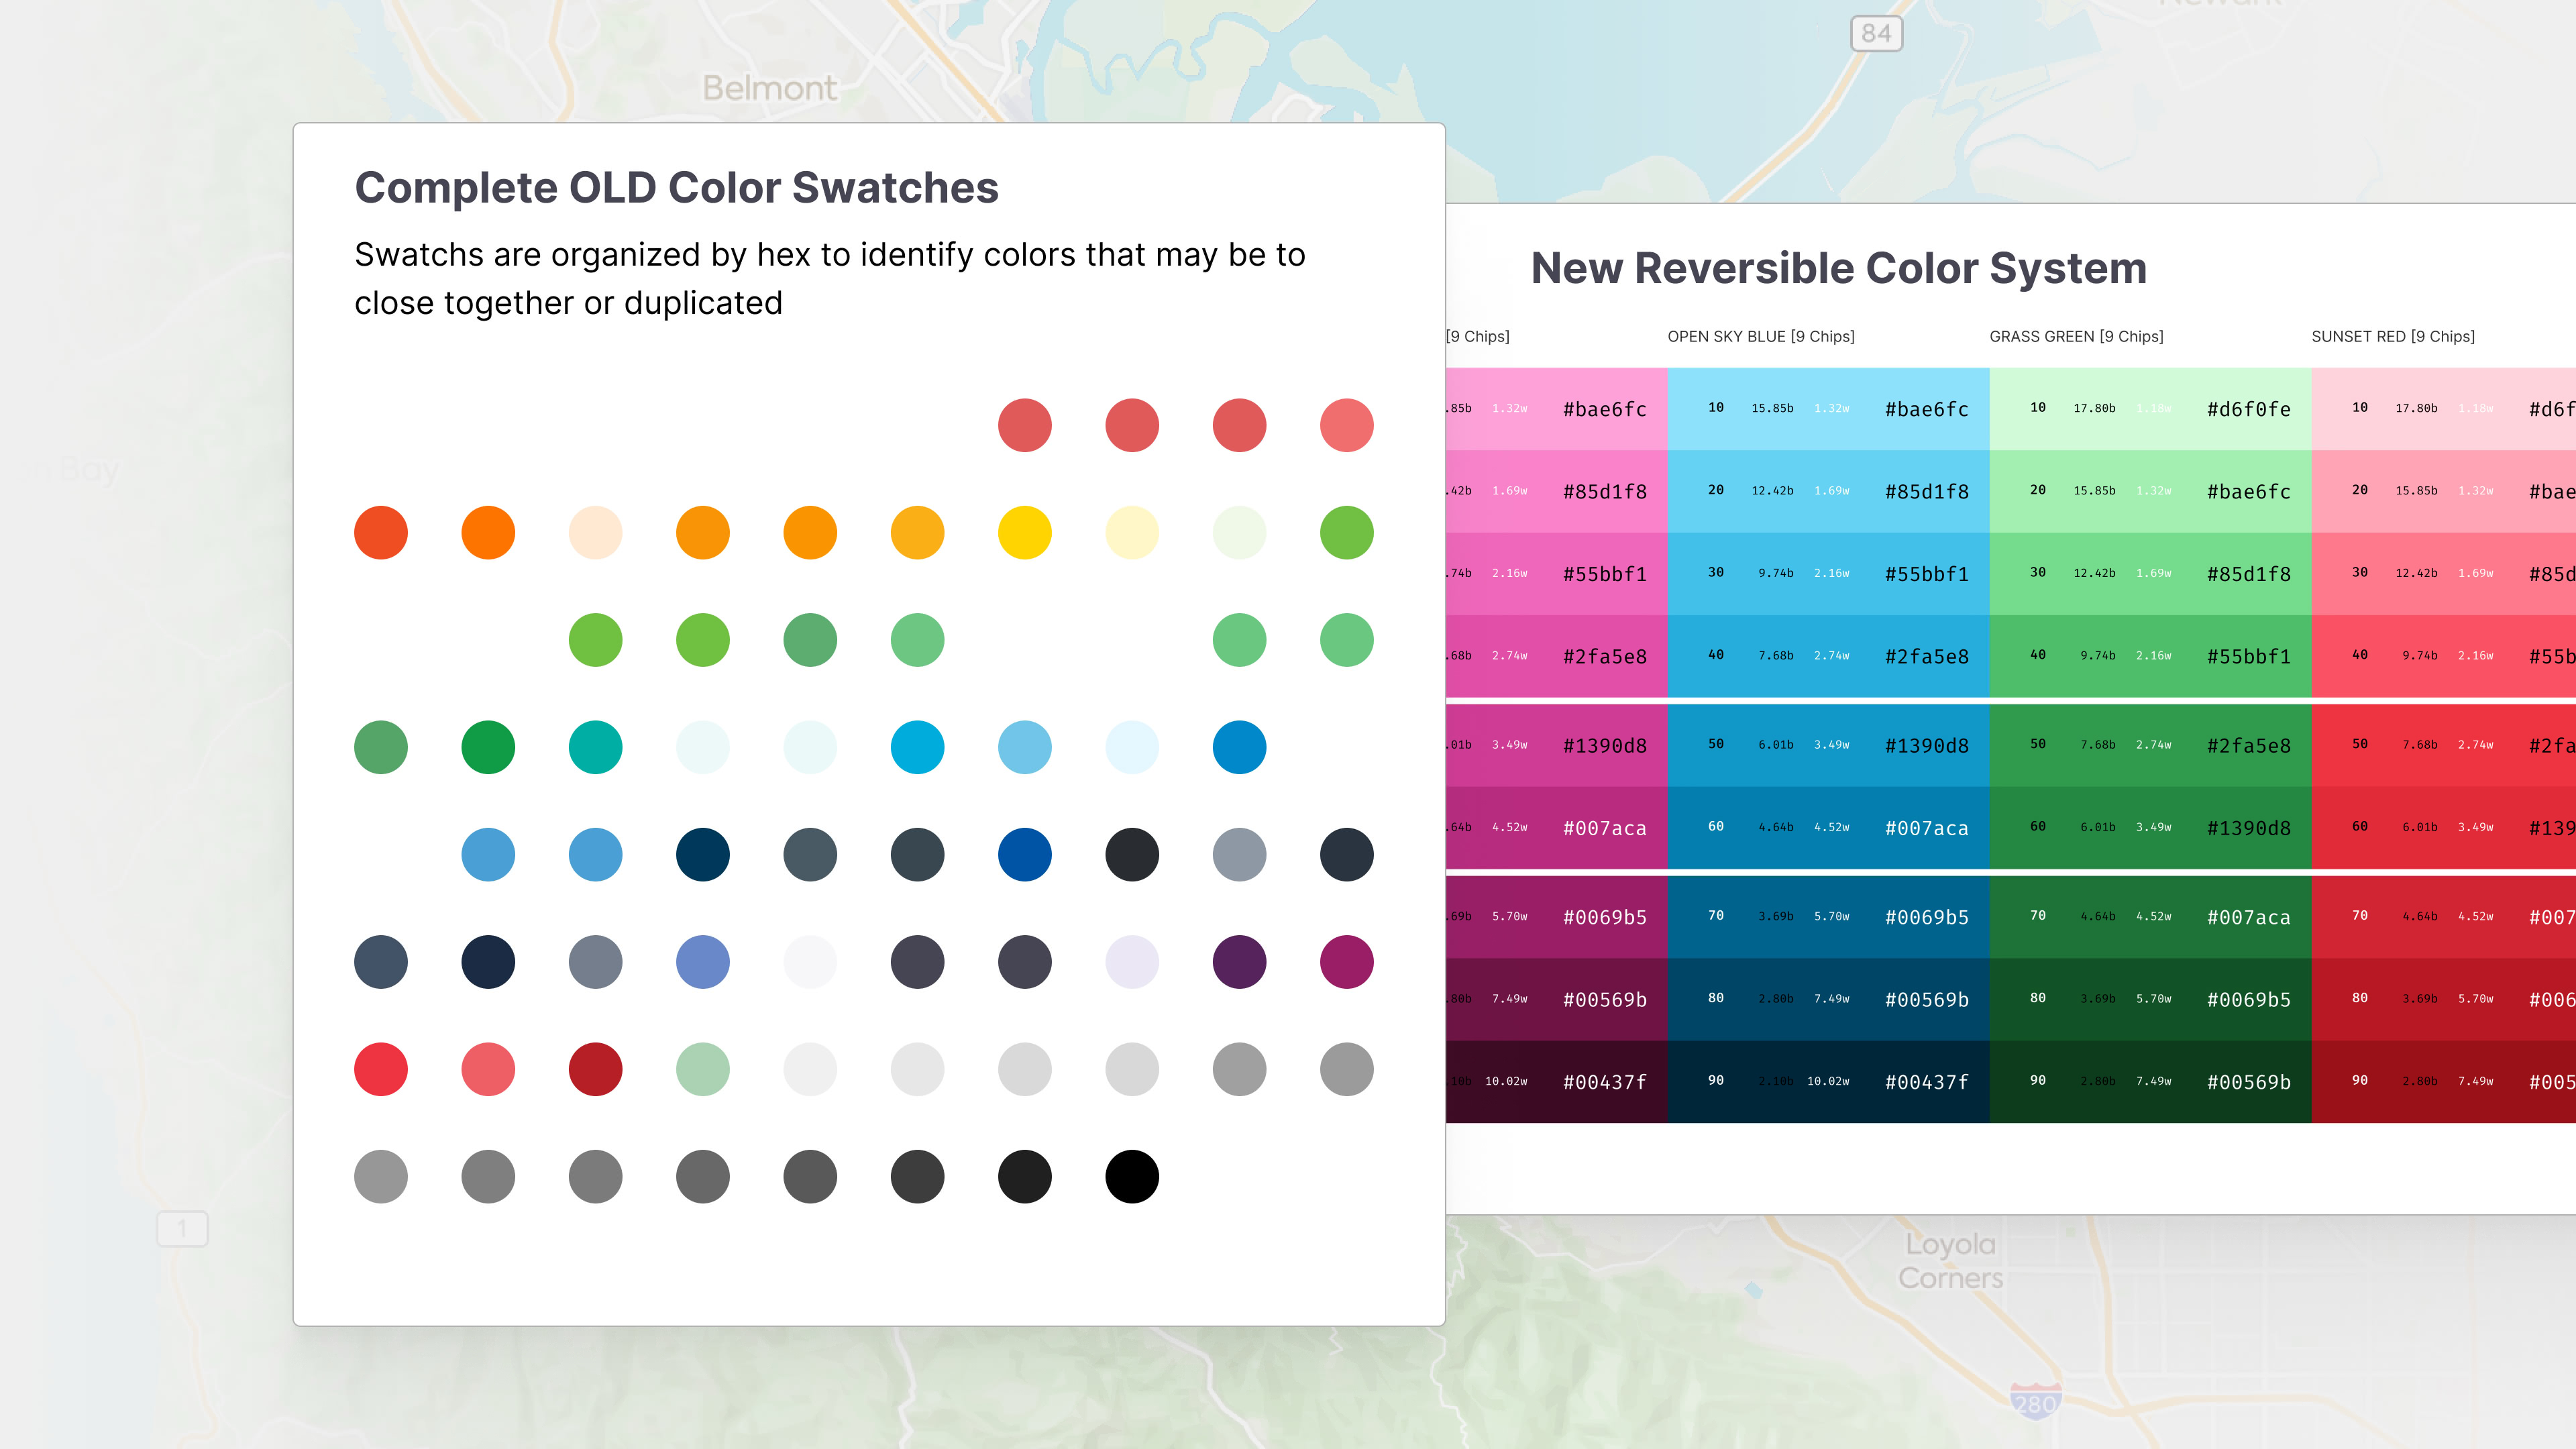 Belmont
84
Bay
Complete OLD Color Swatches
Swatchs are organized by hex to identify colors that may be to
close together or duplicated
New Reversible Color System
[9 Chips] OPEN SKY BLUE [9 Chips] GRASS GREEN [9 Chips] SUNSET RED [9 Chips]
.85b 1.32w #bae6fc 10 15.85b 1.32w #bae6fc 10 17.80b 1.18w #d6f0fe 10 17.80b 1.18w #d6f
.42b 1.69w #85d1f8 20 12.42b 1.69w #85d1f8 20 15.85b 1.32w #bae6fc 20 15.85b 1.32w #bae
.74b 2.16w #55bbf1 30 9.74b 2.16w #55bbf1 30 12.42b 1.69w #85d1f8 30 12.42b 1.69w #85d
.68b 2.74w #2fa5e8 40 7.68b 2.74w #2fa5e8 40 9.74b 2.16w #55bbf1 40 9.74b 2.16w #55b
.01b 3.49w #1390d8 50 6.01b 3.49w #1390d8 50 7.68b 2.74w #2fa5e8 50 7.68b 2.74w #2fa
.64b 4.52w #007aca 60 4.64b 4.52w #007aca 60 6.01b 3.49w #1390d8 60 6.01b 3.49w #139
.69b 5.70w #0069b5 70 3.69b 5.70w #0069b5 70 4.64b 4.52w #007aca 70 4.64b 4.52w #007
.80b 7.49w #00569b 80 2.80b 7.49w #00569b 80 3.69b 5.70w #0069b5 80 3.69b 5.70w #006
.10b 10.02w #00437f 90 2.10b 10.02w #00437f 90 2.80b 7.49w #00569b 90 2.80b 7.49w #005
1
Loyola
Corners
280